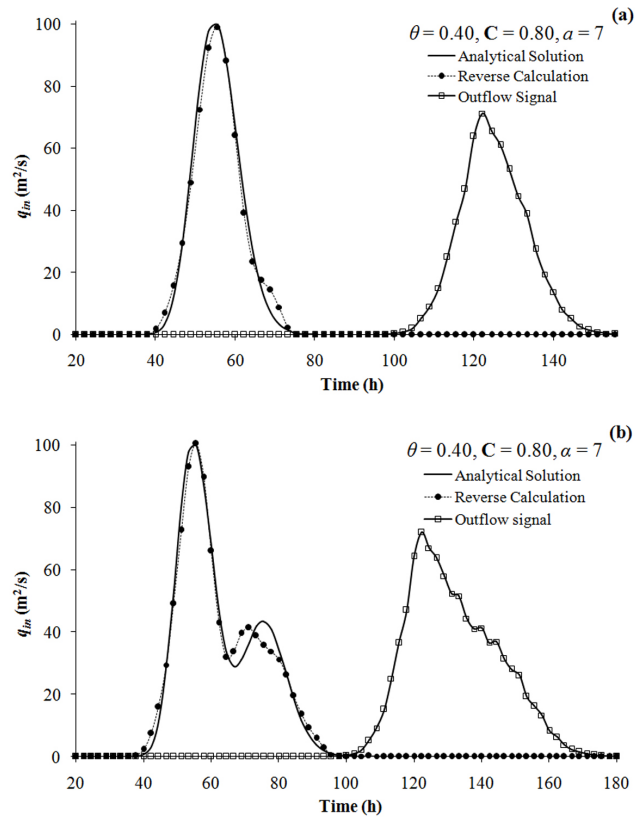 (a)
θ = 0.40, C = 0.80, a = 7
Analytical Solution
Reverse Calculation
Outflow Signal
100
80
60
40
20
0
q_in (m²/s)
20 40 60 80 100 120 140
Time (h)
(b)
θ = 0.40, C = 0.80, α = 7
Analytical Solution
Reverse Calculation
Outflow signal
100
80
60
40
20
0
q_in (m²/s)
20 40 60 80 100 120 140 160 180
Time (h)